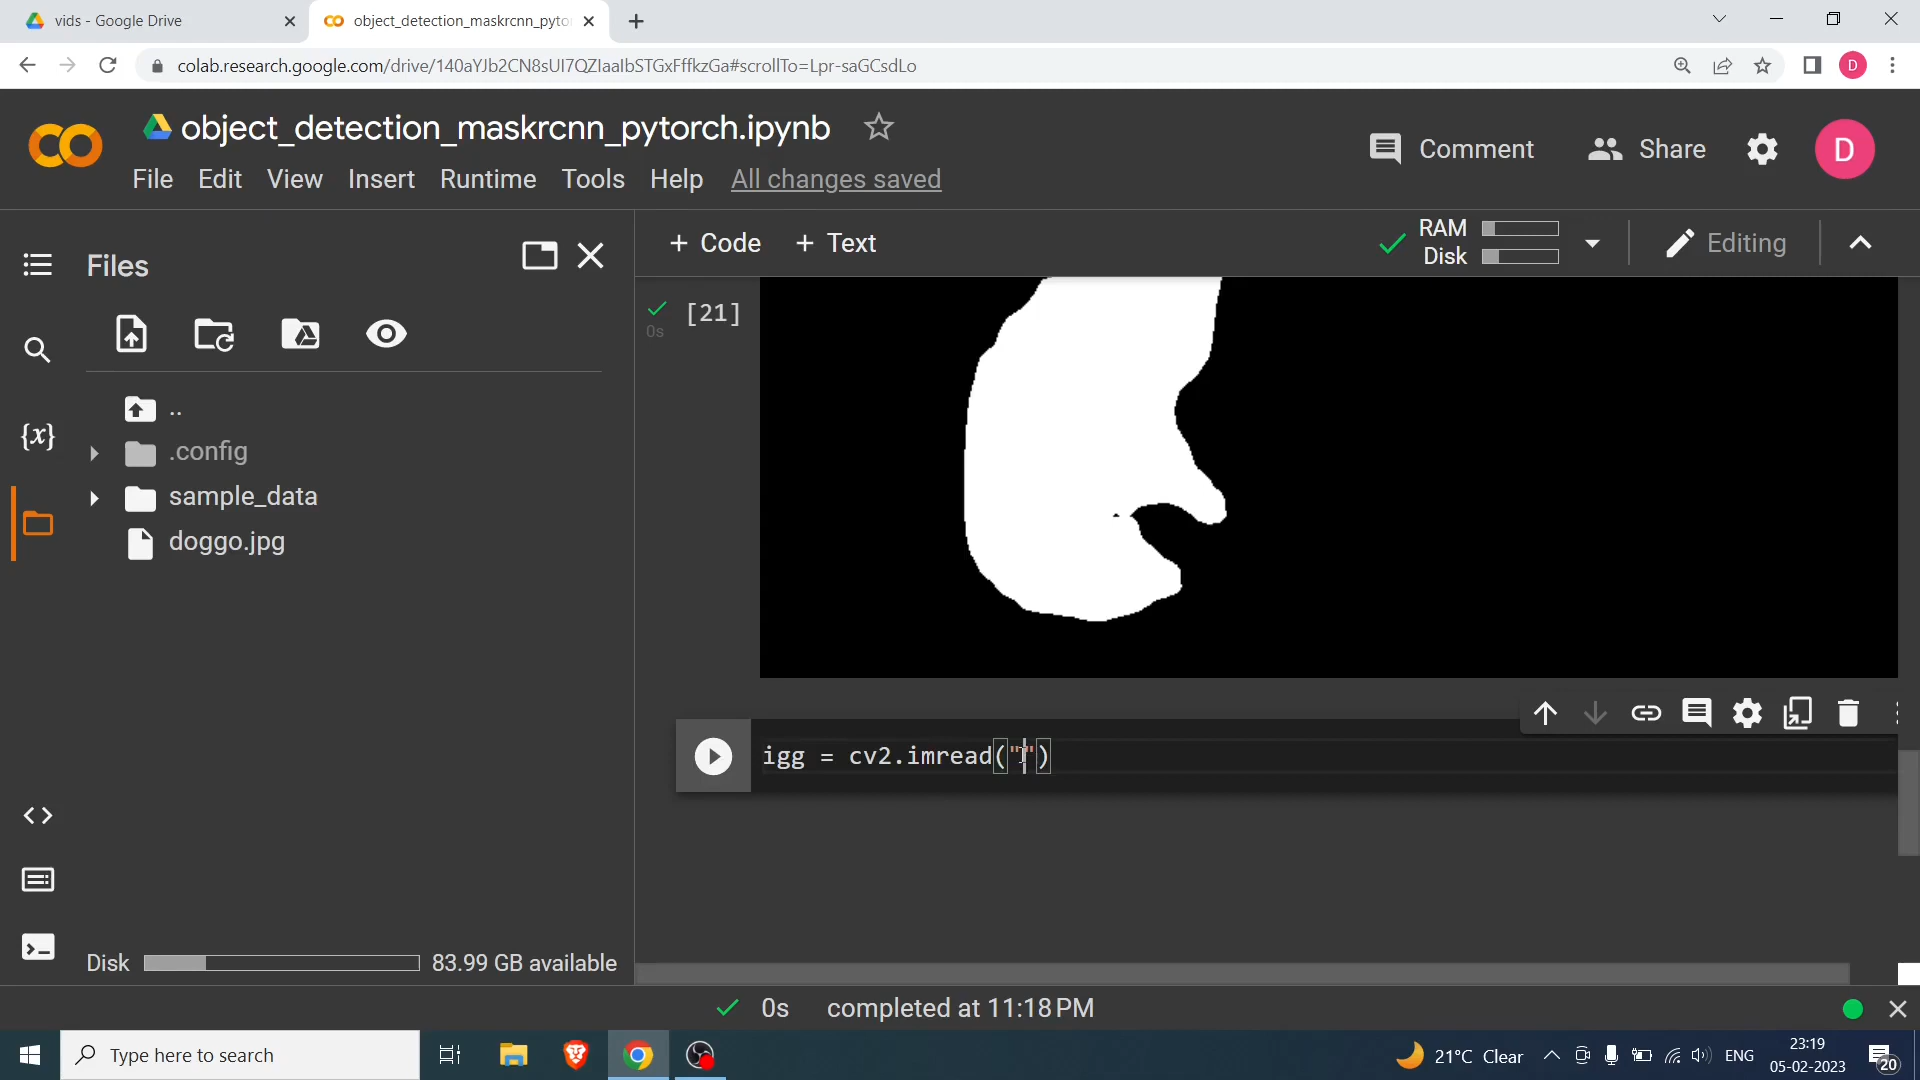 vids - Google Drive
object_detection_maskrcnn_pyto
colab.research.google.com/drive/140aYJb2CN8sUI7QZIaaIbSTGxFffkzGa#scrollTo=Lpr-saGCsdLo
D
object_detection_maskrcnn_pytorch.ipynb
Comment
Share
D
File Edit View Insert Runtime Tools Help All changes saved
Files
+ Code + Text
RAM
Disk
Editing
[21]
0s
..
{x}
.config
sample_data
doggo.jpg
igg = cv2.imread("")
Disk
83.99 GB available
0s completed at 11:18 PM
Type here to search
21°C Clear
ENG
23:19
05-02-2023
20